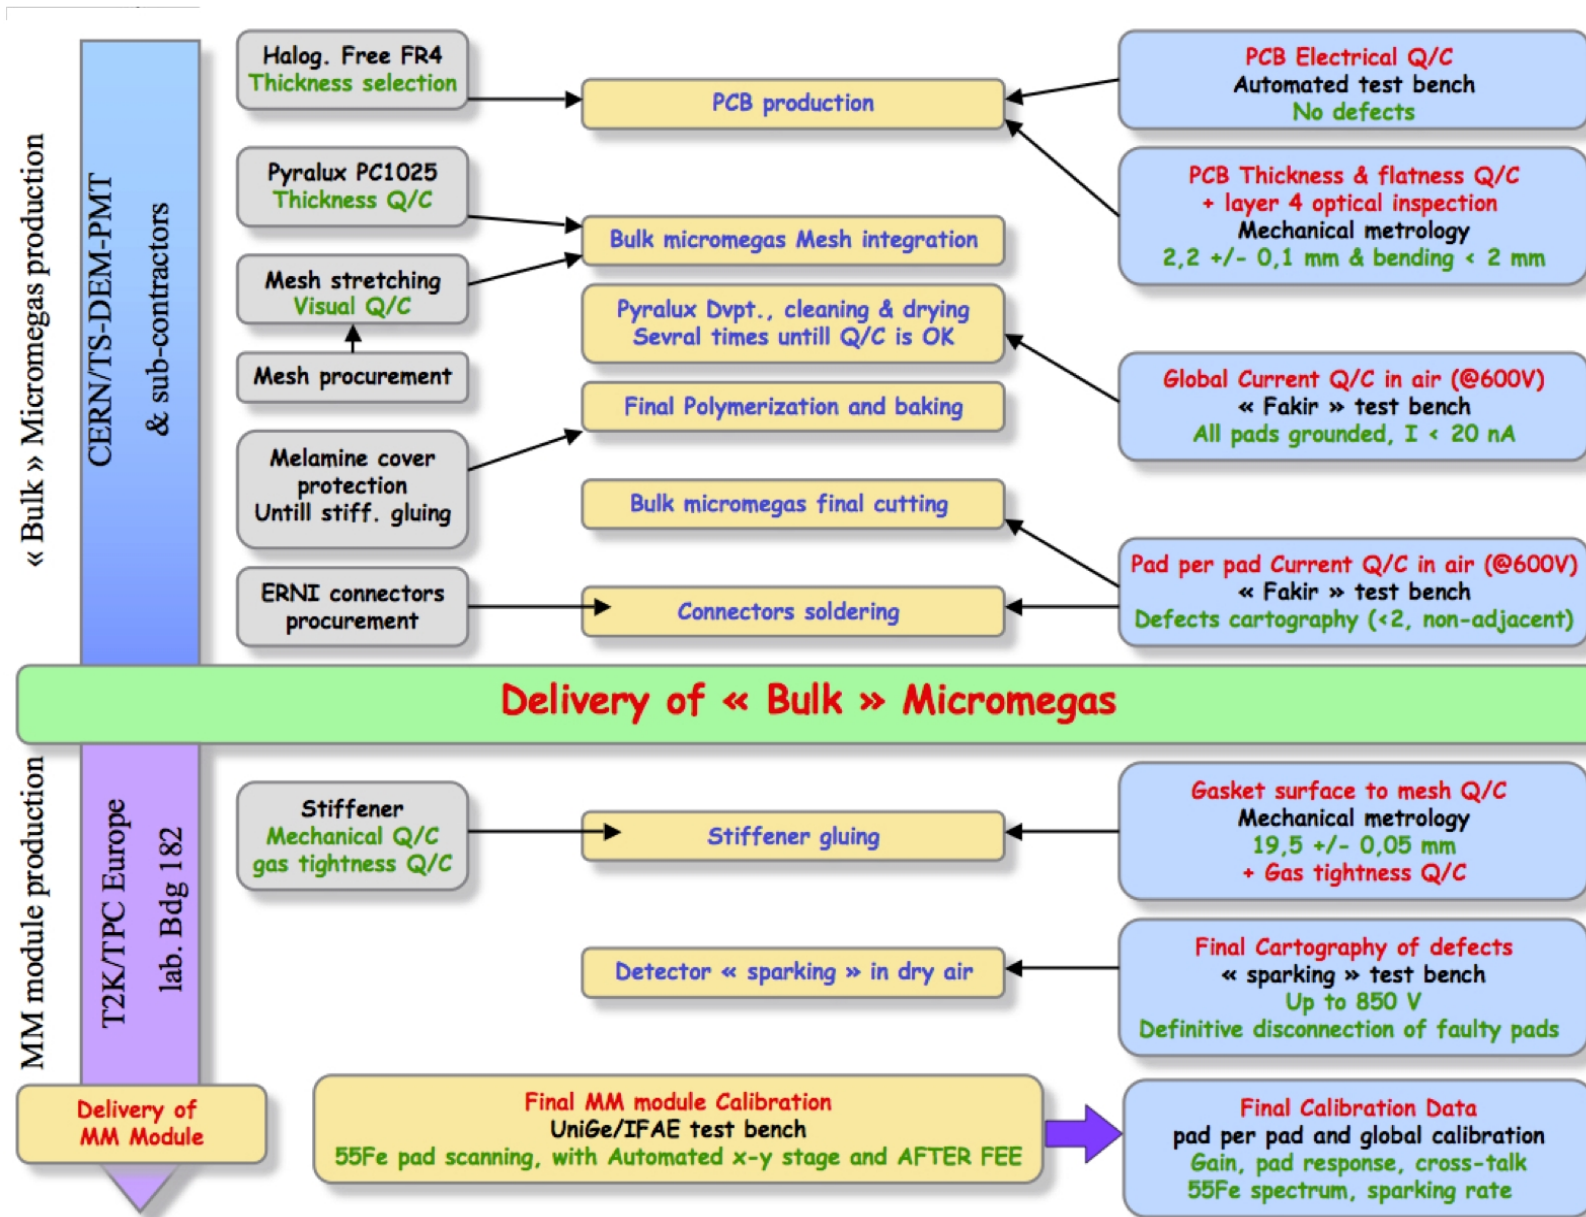 « Bulk » Micromegas production
CERN/TS-DEM-PMT
& sub-contractors
Halog. Free FR4
Thickness selection
PCB production
PCB Electrical Q/C
Automated test bench
No defects
Pyralux PC1025
Thickness Q/C
PCB Thickness & flatness Q/C
+ layer 4 optical inspection
Mechanical metrology
2,2 +/- 0,1 mm & bending < 2 mm
Bulk micromegas Mesh integration
Mesh stretching
Visual Q/C
Pyralux Dvpt., cleaning & drying
Sevral times untill Q/C is OK
Mesh procurement
Global Current Q/C in air (@600V)
« Fakir » test bench
All pads grounded, I < 20 nA
Final Polymerization and baking
Melamine cover
protection
Untill stiff. gluing
Bulk micromegas final cutting
Pad per pad Current Q/C in air (@600V)
« Fakir » test bench
Defects cartography (<2, non-adjacent)
ERNI connectors
procurement
Connectors soldering
Delivery of « Bulk » Micromegas
MM module production
T2K/TPC Europe
lab. Bdg 182
Stiffener
Mechanical Q/C
gas tightness Q/C
Stiffener gluing
Gasket surface to mesh Q/C
Mechanical metrology
19,5 +/- 0,05 mm
+ Gas tightness Q/C
Detector « sparking » in dry air
Final Cartography of defects
« sparking » test bench
Up to 850 V
Definitive disconnection of faulty pads
Delivery of
MM Module
Final MM module Calibration
UniGe/IFAE test bench
55Fe pad scanning, with Automated x-y stage and AFTER FEE
Final Calibration Data
pad per pad and global calibration
Gain, pad response, cross-talk
55Fe spectrum, sparking rate